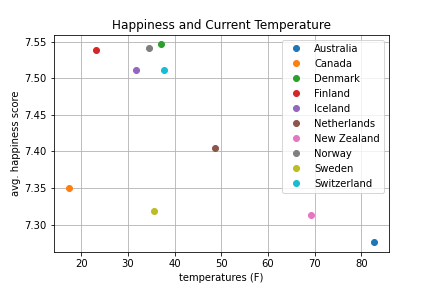 Happiness and Current Temperature
7.55
7.50
7.45
7.40
7.35
7.30
avg. happiness score
Australia
Canada
Denmark
Finland
Iceland
Netherlands
New Zealand
Norway
Sweden
Switzerland
20 30 40 50 60 70 80
temperatures (F)